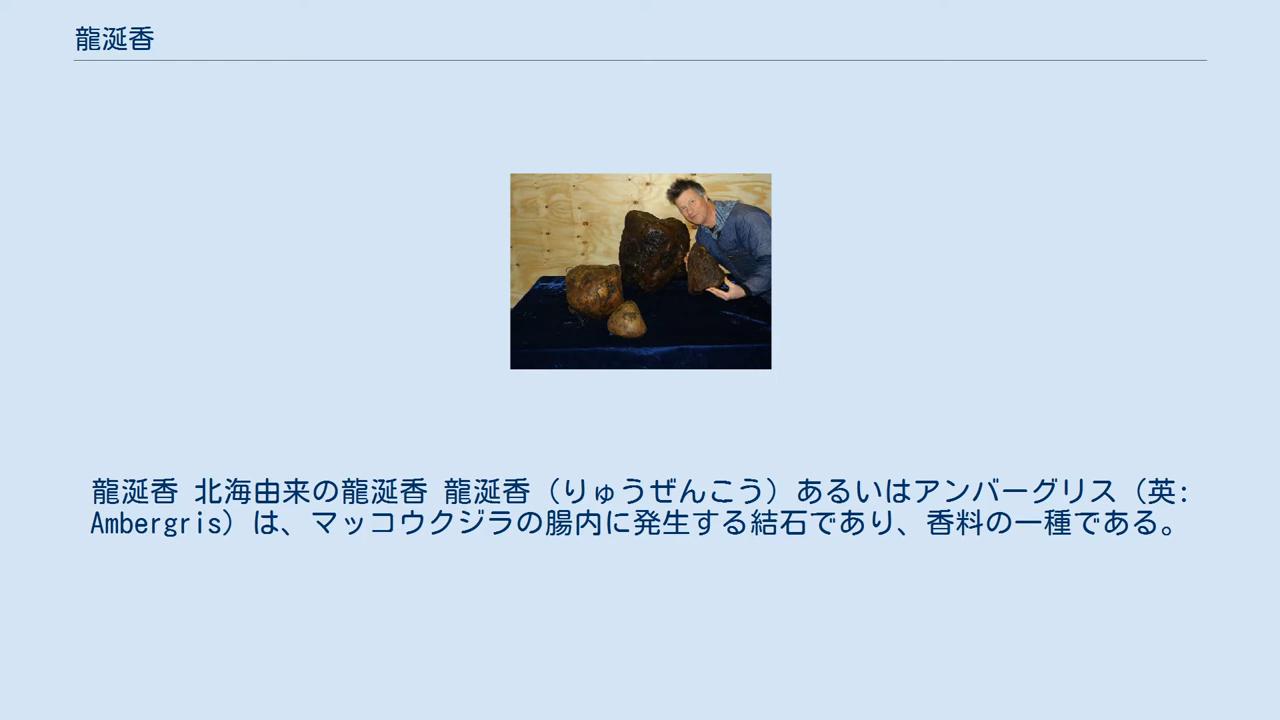 龍涎香
龍涎香 北海由来の龍涎香 龍涎香（りゅうぜんこう）あるいはアンバーグリス（英:
Ambergris）は、マッコウクジラの腸内に発生する結石であり、香料の一種である。